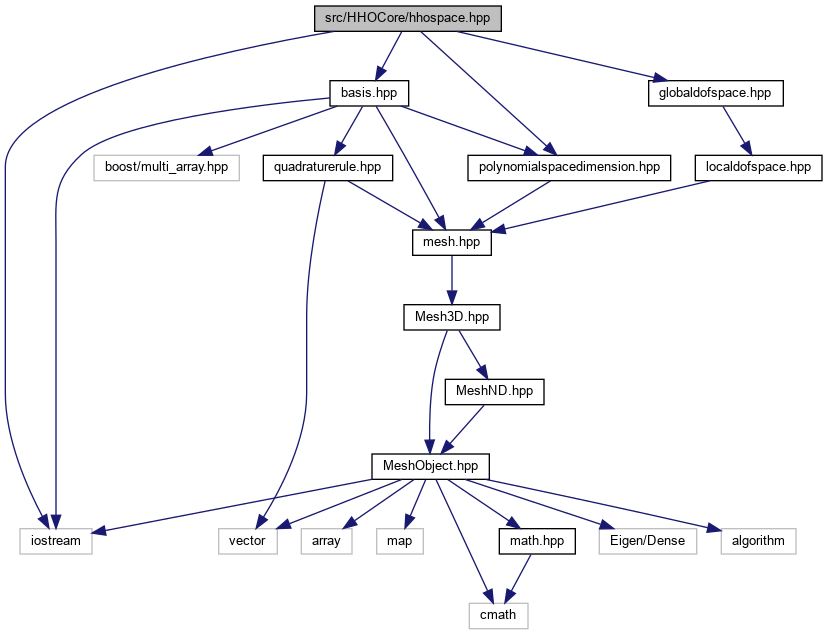 src/HHOCore/hhospace.hpp
basis.hpp
globaldofspace.hpp
boost/multi_array.hpp
quadraturerule.hpp
polynomialspacedimension.hpp
localdofspace.hpp
mesh.hpp
Mesh3D.hpp
MeshND.hpp
MeshObject.hpp
iostream
vector
array
map
math.hpp
Eigen/Dense
algorithm
cmath